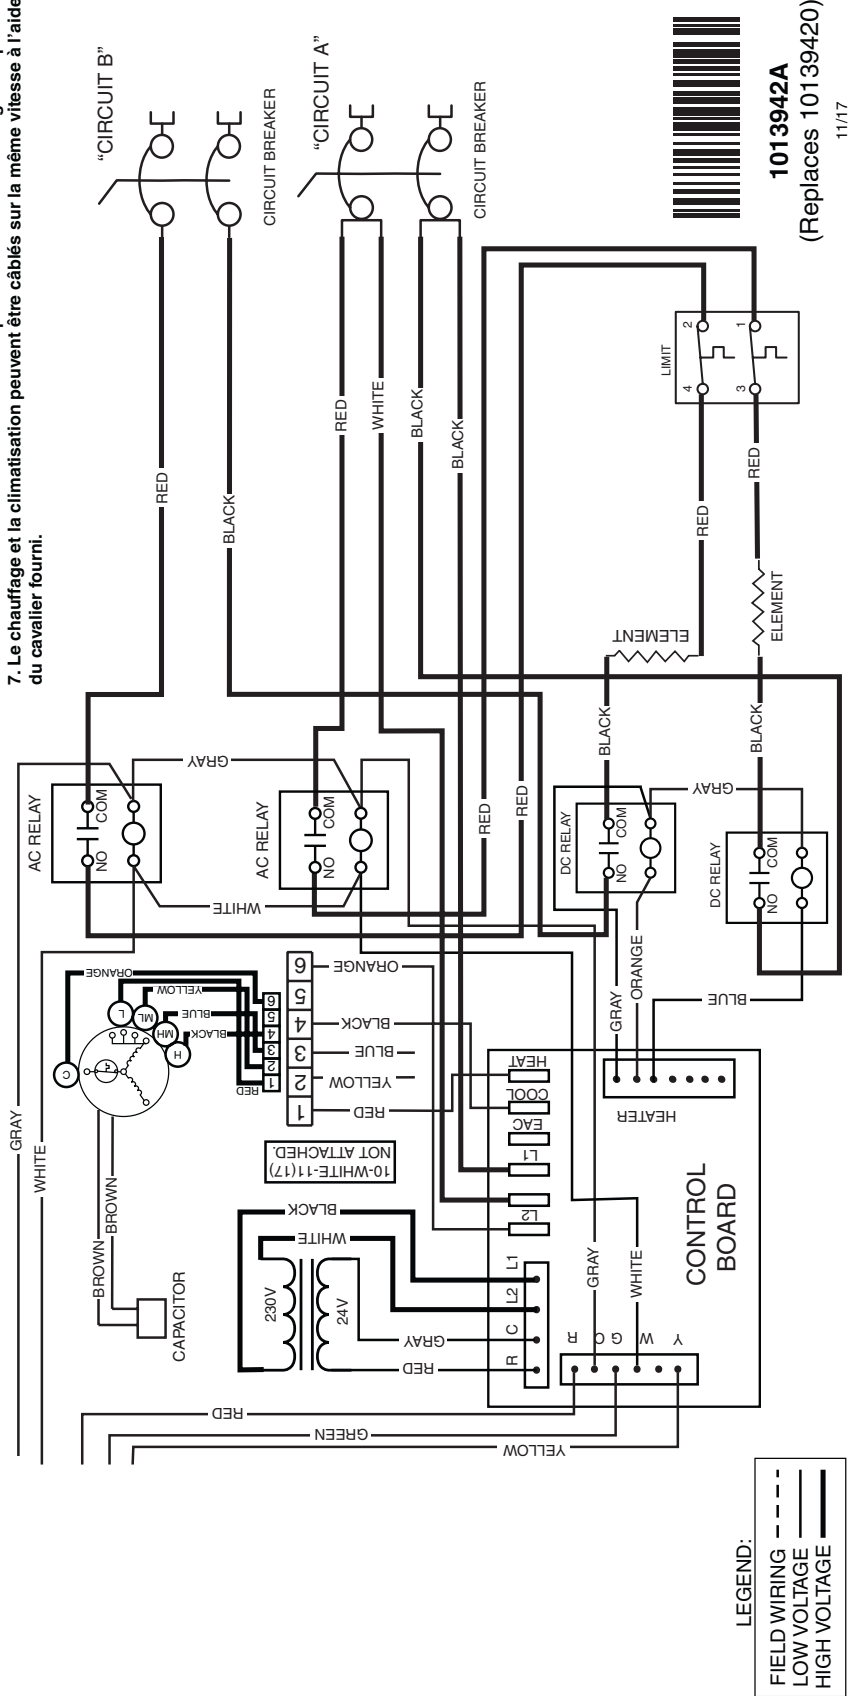 7. Le chauffage et la climatisation peuvent être câblés sur la même vitesse à l'aide
du cavalier fourni.
"CIRCUIT B"
CIRCUIT BREAKER
"CIRCUIT A"
CIRCUIT BREAKER
1013942A
(Replaces 10139420)
11/17
RED
BLACK
RED
WHITE
BLACK
BLACK
LIMIT
2
1
4
3
RED
RED
ELEMENT
ELEMENT
BLACK
BLACK
AC RELAY
COM
NO
GRAY
WHITE
AC RELAY
COM
NO
RED
RED
DC RELAY
COM
NO
GRAY
DC RELAY
COM
NO
GRAY
ORANGE
BLUE
GRAY
WHITE
C
L
ML
MH
H
ORANGE
YELLOW
BLUE
BLACK
RED
1
2
3
4
5
6
6
5
4
3
2
1
ORANGE
BLACK
BLUE
YELLOW
RED
10-WHITE-11(17)
NOT ATTACHED.
BROWN
BROWN
CAPACITOR
HEAT
COOL
EAC
L1
L2
HEATER
CONTROL
BOARD
BLACK
WHITE
230V
24V
GRAY
RED
L1
L2
C
R
GRAY
WHITE
R
C
G
W
Y
RED
GREEN
YELLOW
LEGEND:
FIELD WIRING
LOW VOLTAGE
HIGH VOLTAGE